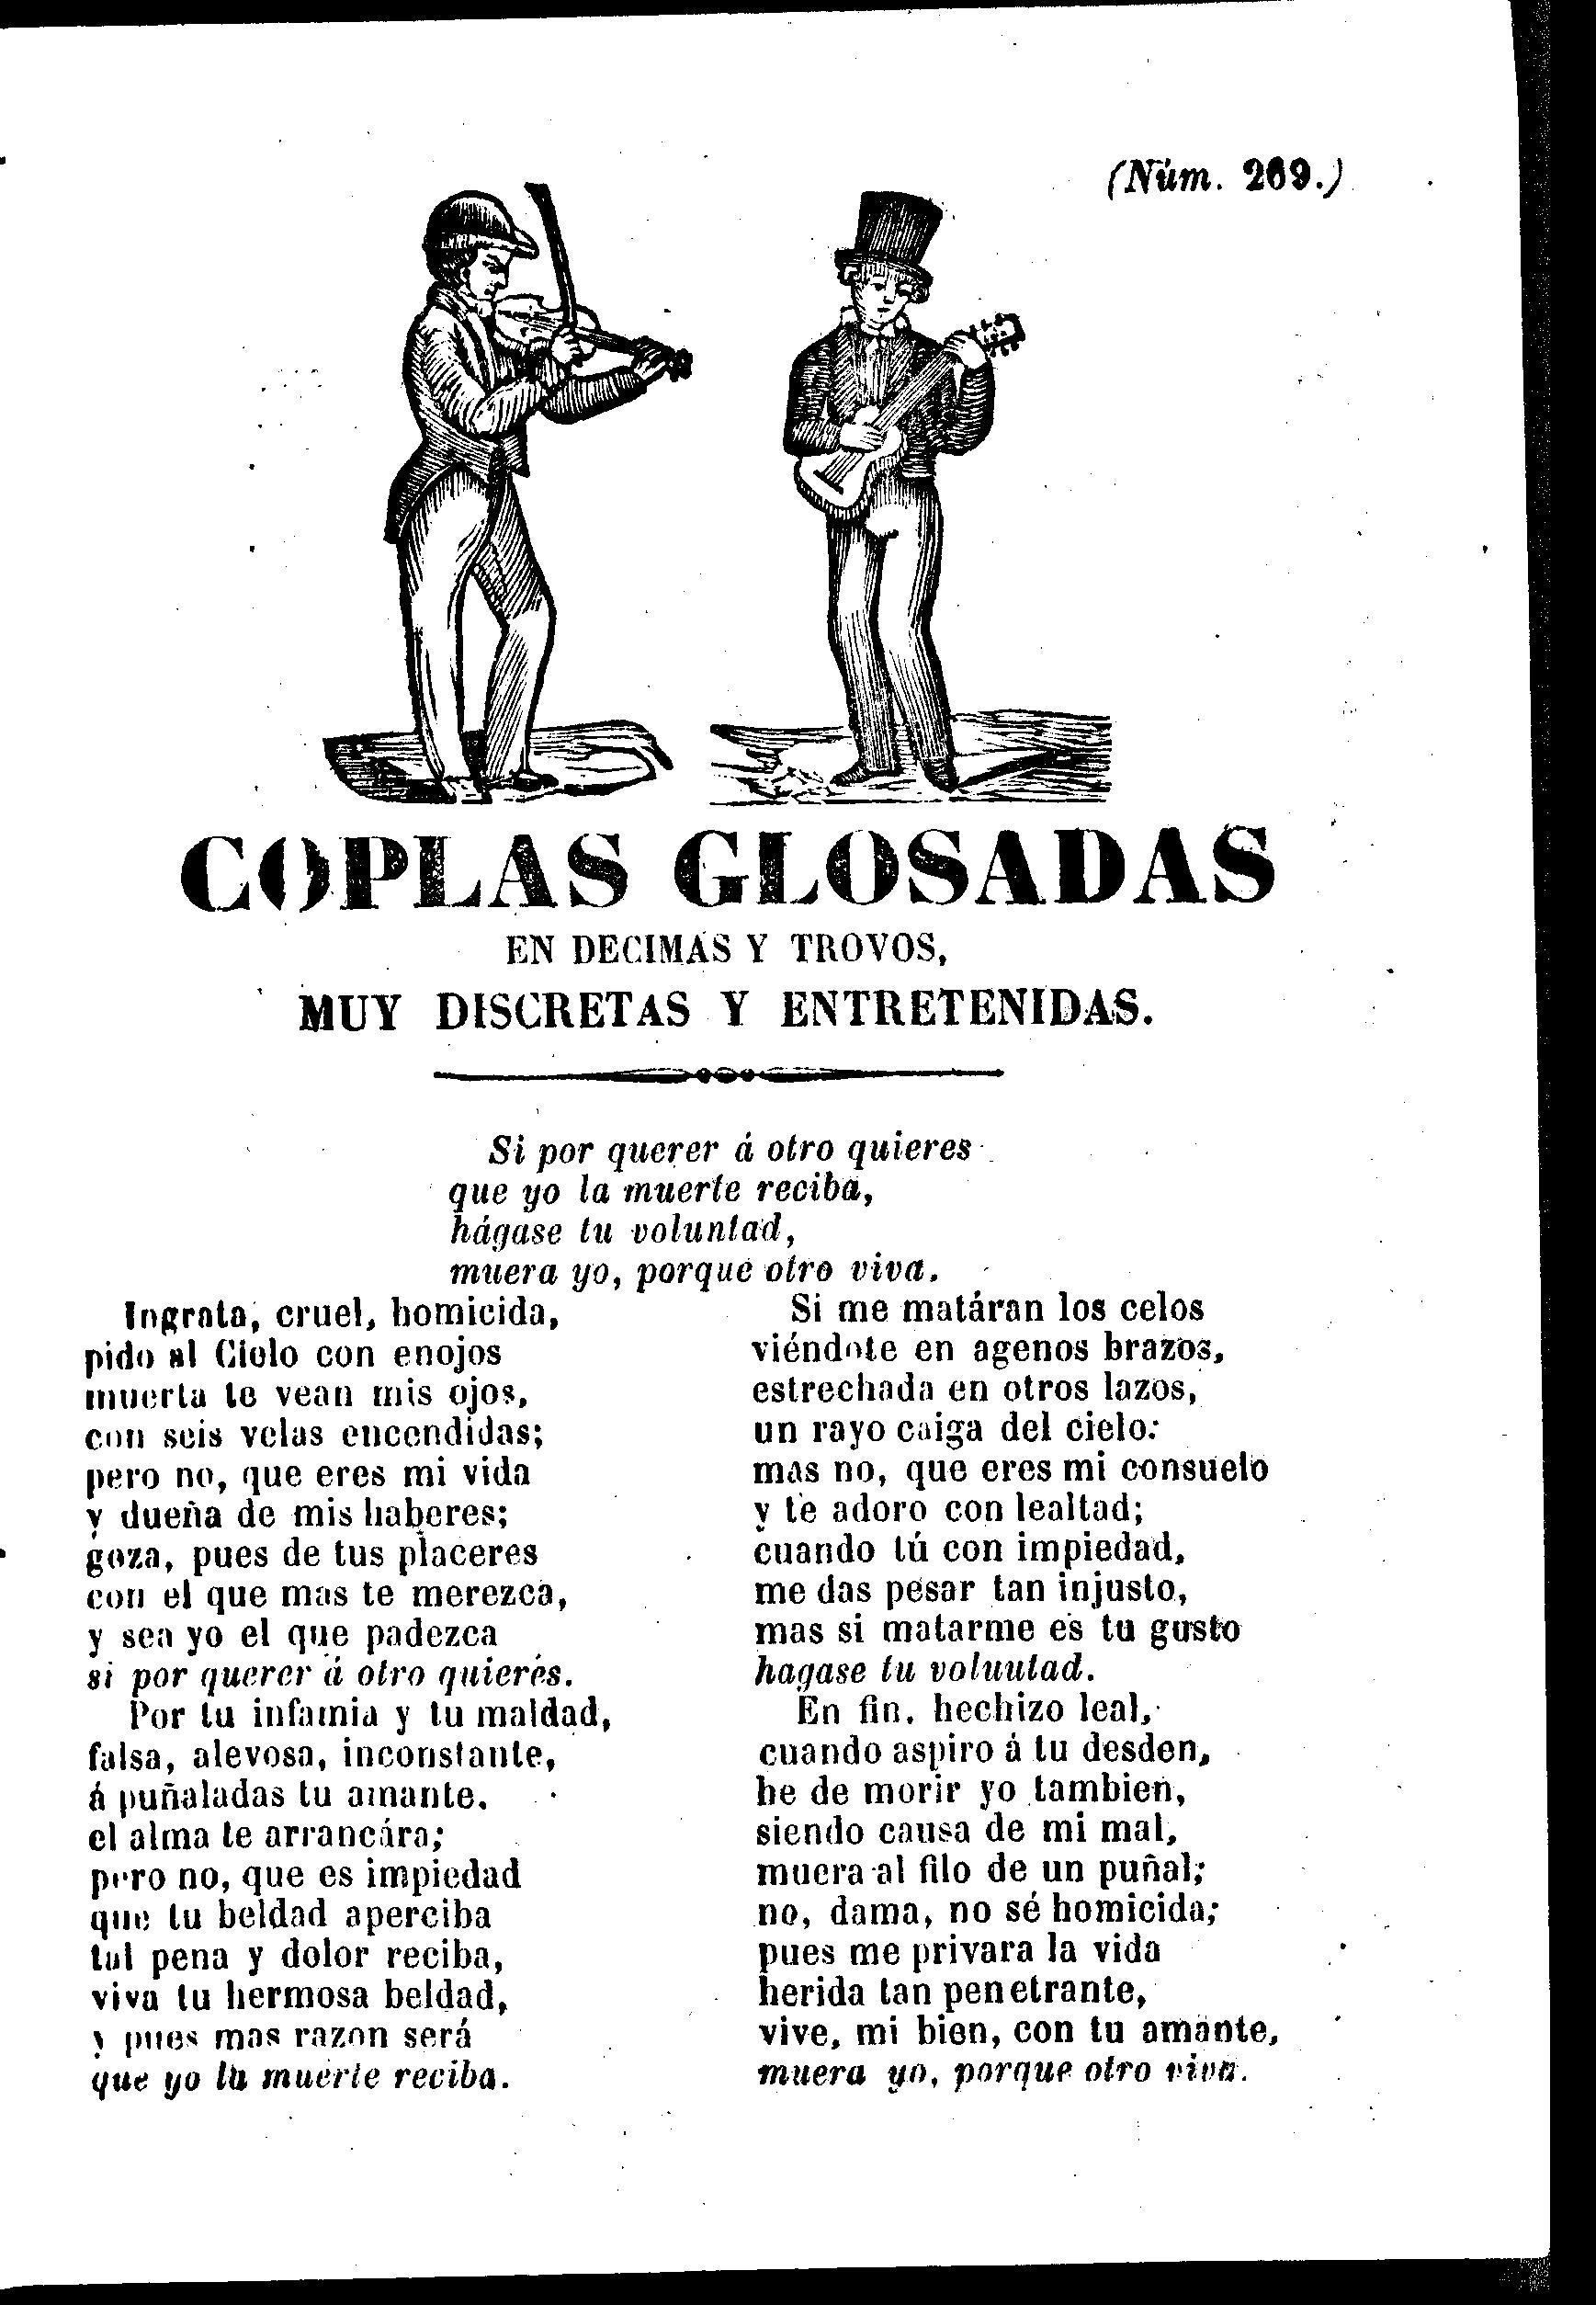 (Núm. 269.)
COPLAS GLOSADAS
EN DECIMAS Y TROVOS,
MUY DISCRETAS Y ENTRETENIDAS.
Si por querer á otro quieres
que yo la muerte reciba,
hágase tu voluntad,
muera yo, porque otro viva.
Ingrata, cruel, homicida,
pido al Cielo con enojos
muerta te vean mis ojos,
con seis velas encendidas;
pero no, que eres mi vida
y dueña de mis haberes;
goza, pues de tus placeres
con el que mas te merezca,
y sea yo el que padezca
si por querer á otro quieres.
Por tu infamia y tu maldad,
falsa, alevosa, inconstante,
á puñaladas tu amante.
el alma te arrancára;
pero no, que es impiedad
que tu beldad aperciba
tal pena y dolor reciba,
viva tu hermosa beldad,
y pues mas razon será
que yo la muerte reciba.
Si me matáran los celos
viéndote en agenos brazos,
estrechada en otros lazos,
un rayo caiga del cielo:
mas no, que eres mi consuelo
y te adoro con lealtad;
cuando tú con impiedad,
me das pesar tan injusto,
mas si matarme es tu gusto
hagase tu voluutad.
En fin. hechizo leal,
cuando aspiro á tu desden,
he de morir yo tambien,
siendo causa de mi mal,
muera al filo de un puñal;
no, dama, no sé homicida;
pues me privara la vida
herida tan penetrante,
vive, mi bien, con tu amante,
muera yo, porque otro viva.